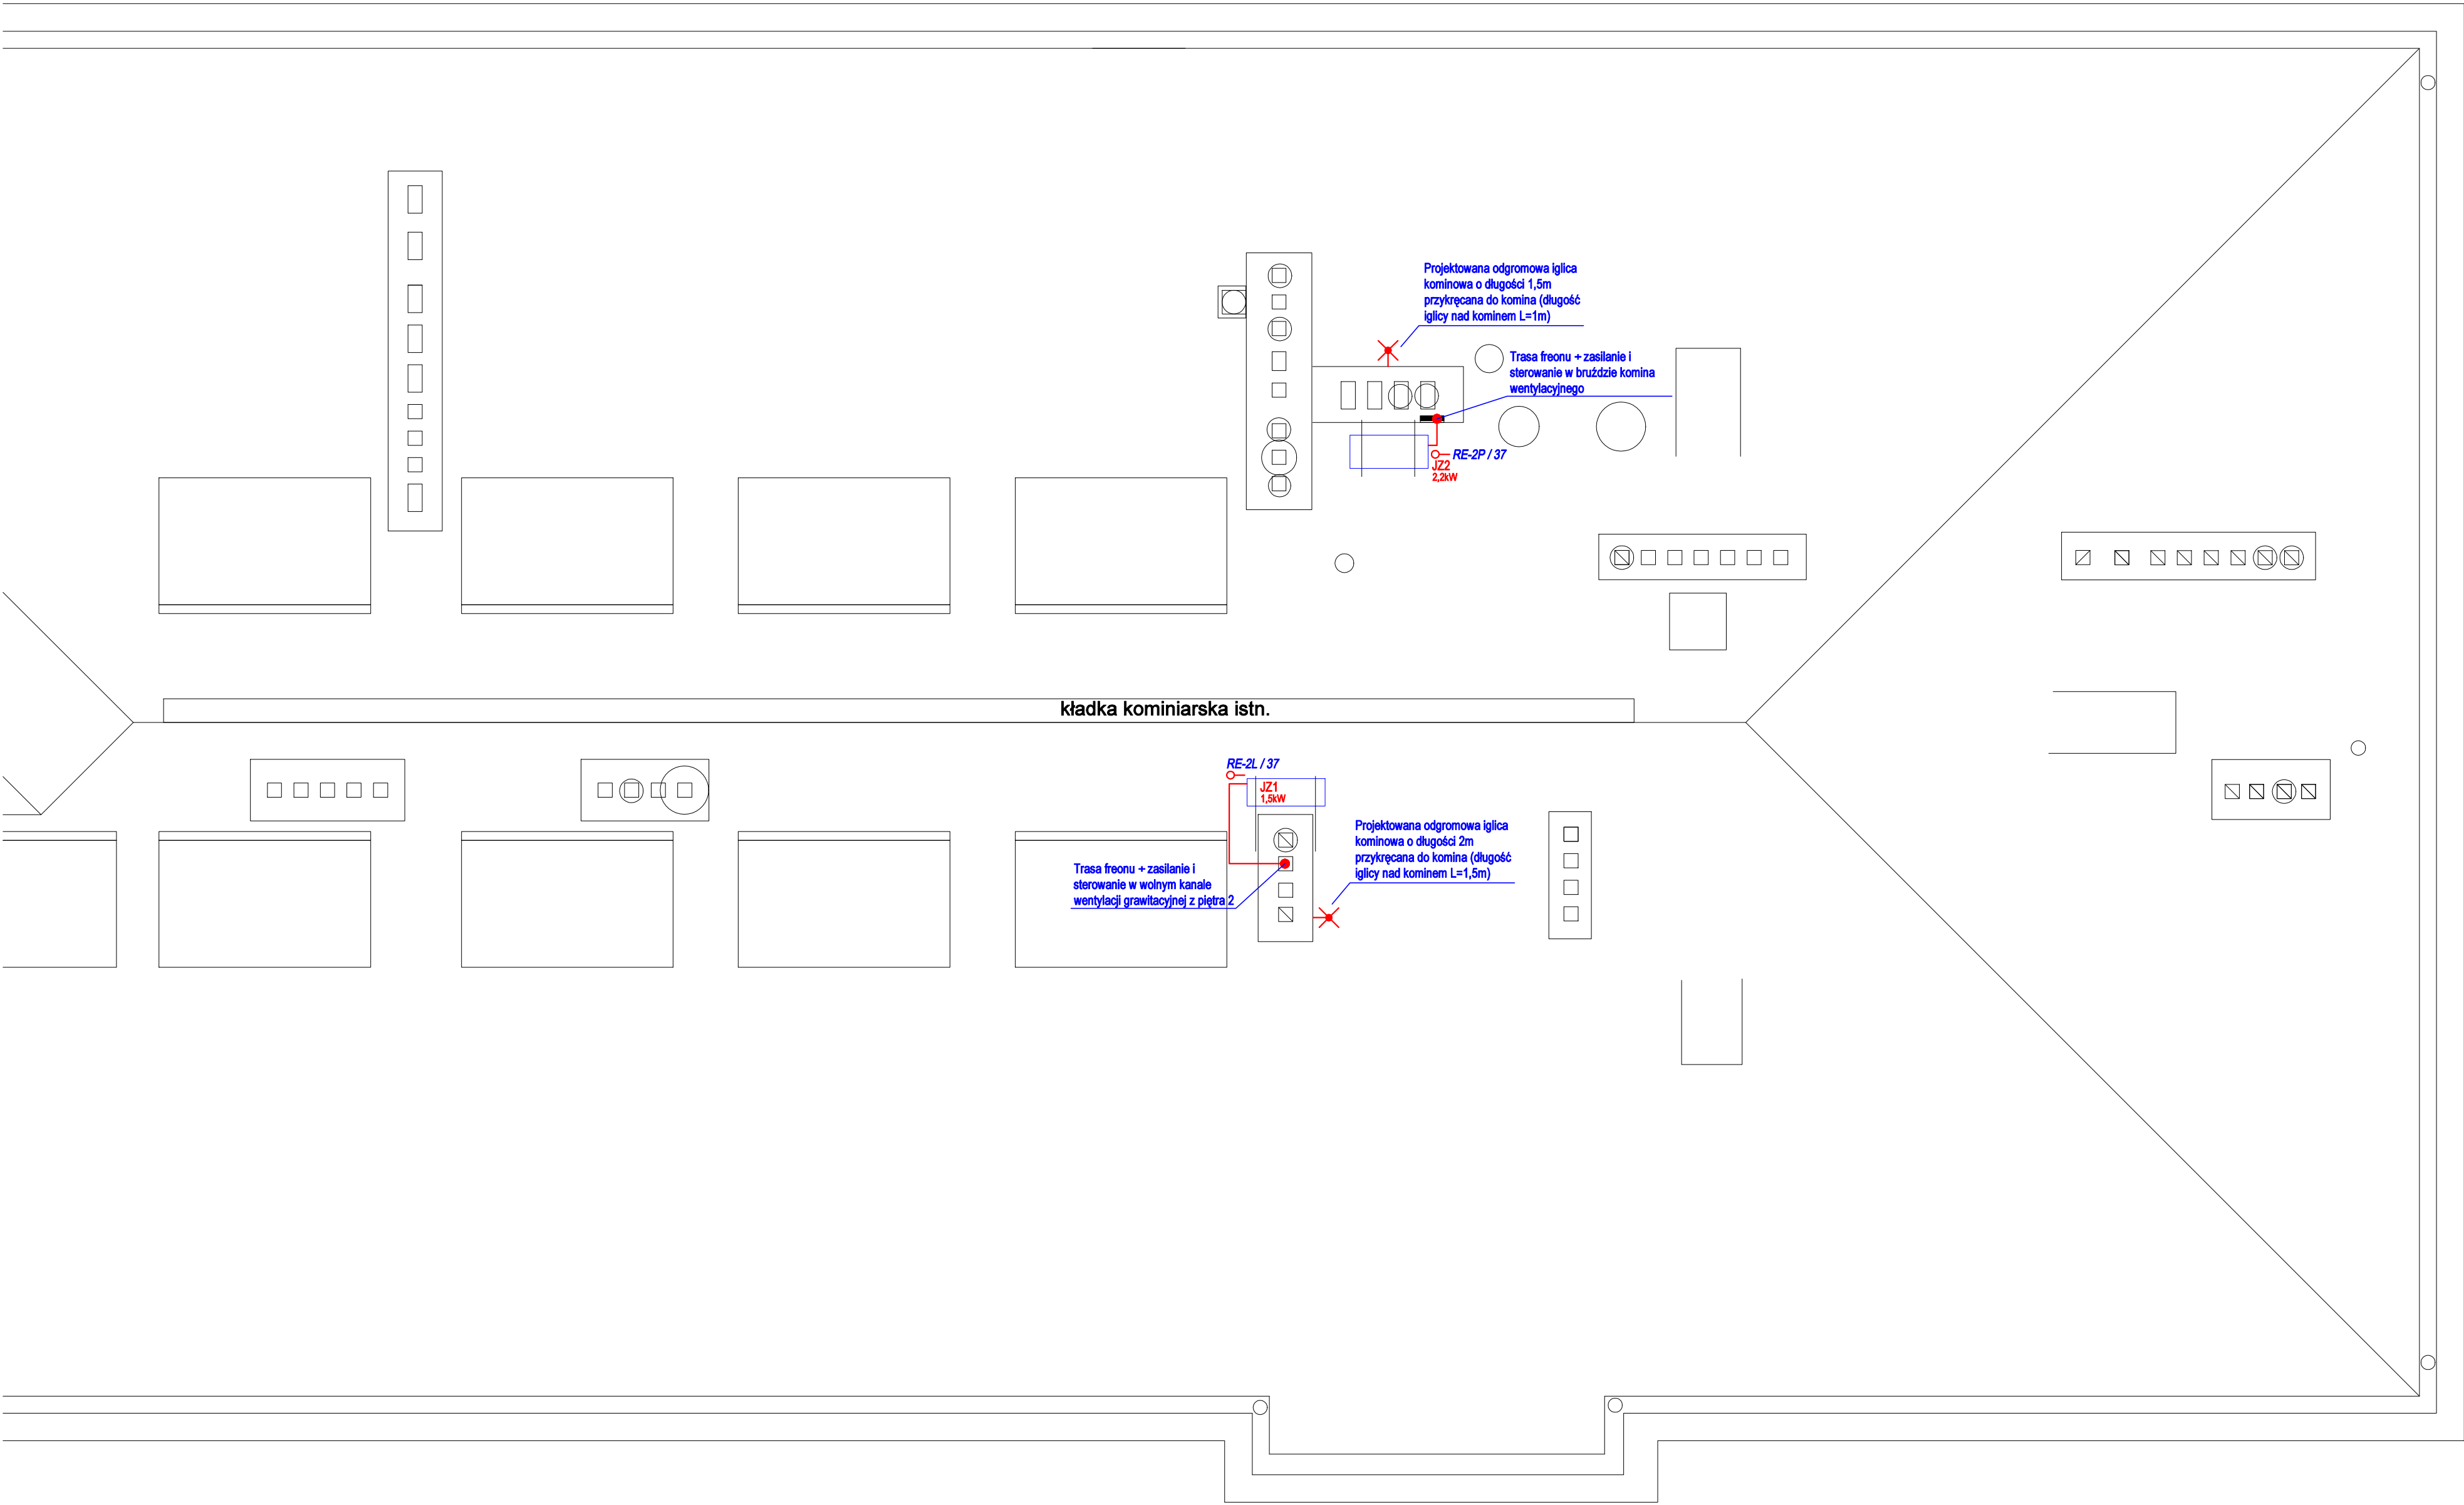 Projektowana odgromowa iglica
kominowa o długości 1,5m
przykręcana do komina (długość
iglicy nad kominem L=1m)
Trasa freonu + zasilanie i
sterowanie w bruździe komina
wentylacyjnego
RE-2P / 37
JZ2
2,2kW
kładka kominiarska istn.
RE-2L / 37
JZ1
1,5kW
Projektowana odgromowa iglica
kominowa o długości 2m
przykręcana do komina (długość
iglicy nad kominem L=1,5m)
Trasa freonu + zasilanie i
sterowanie w wolnym kanale
wentylacji grawitacyjnej z piętra 2